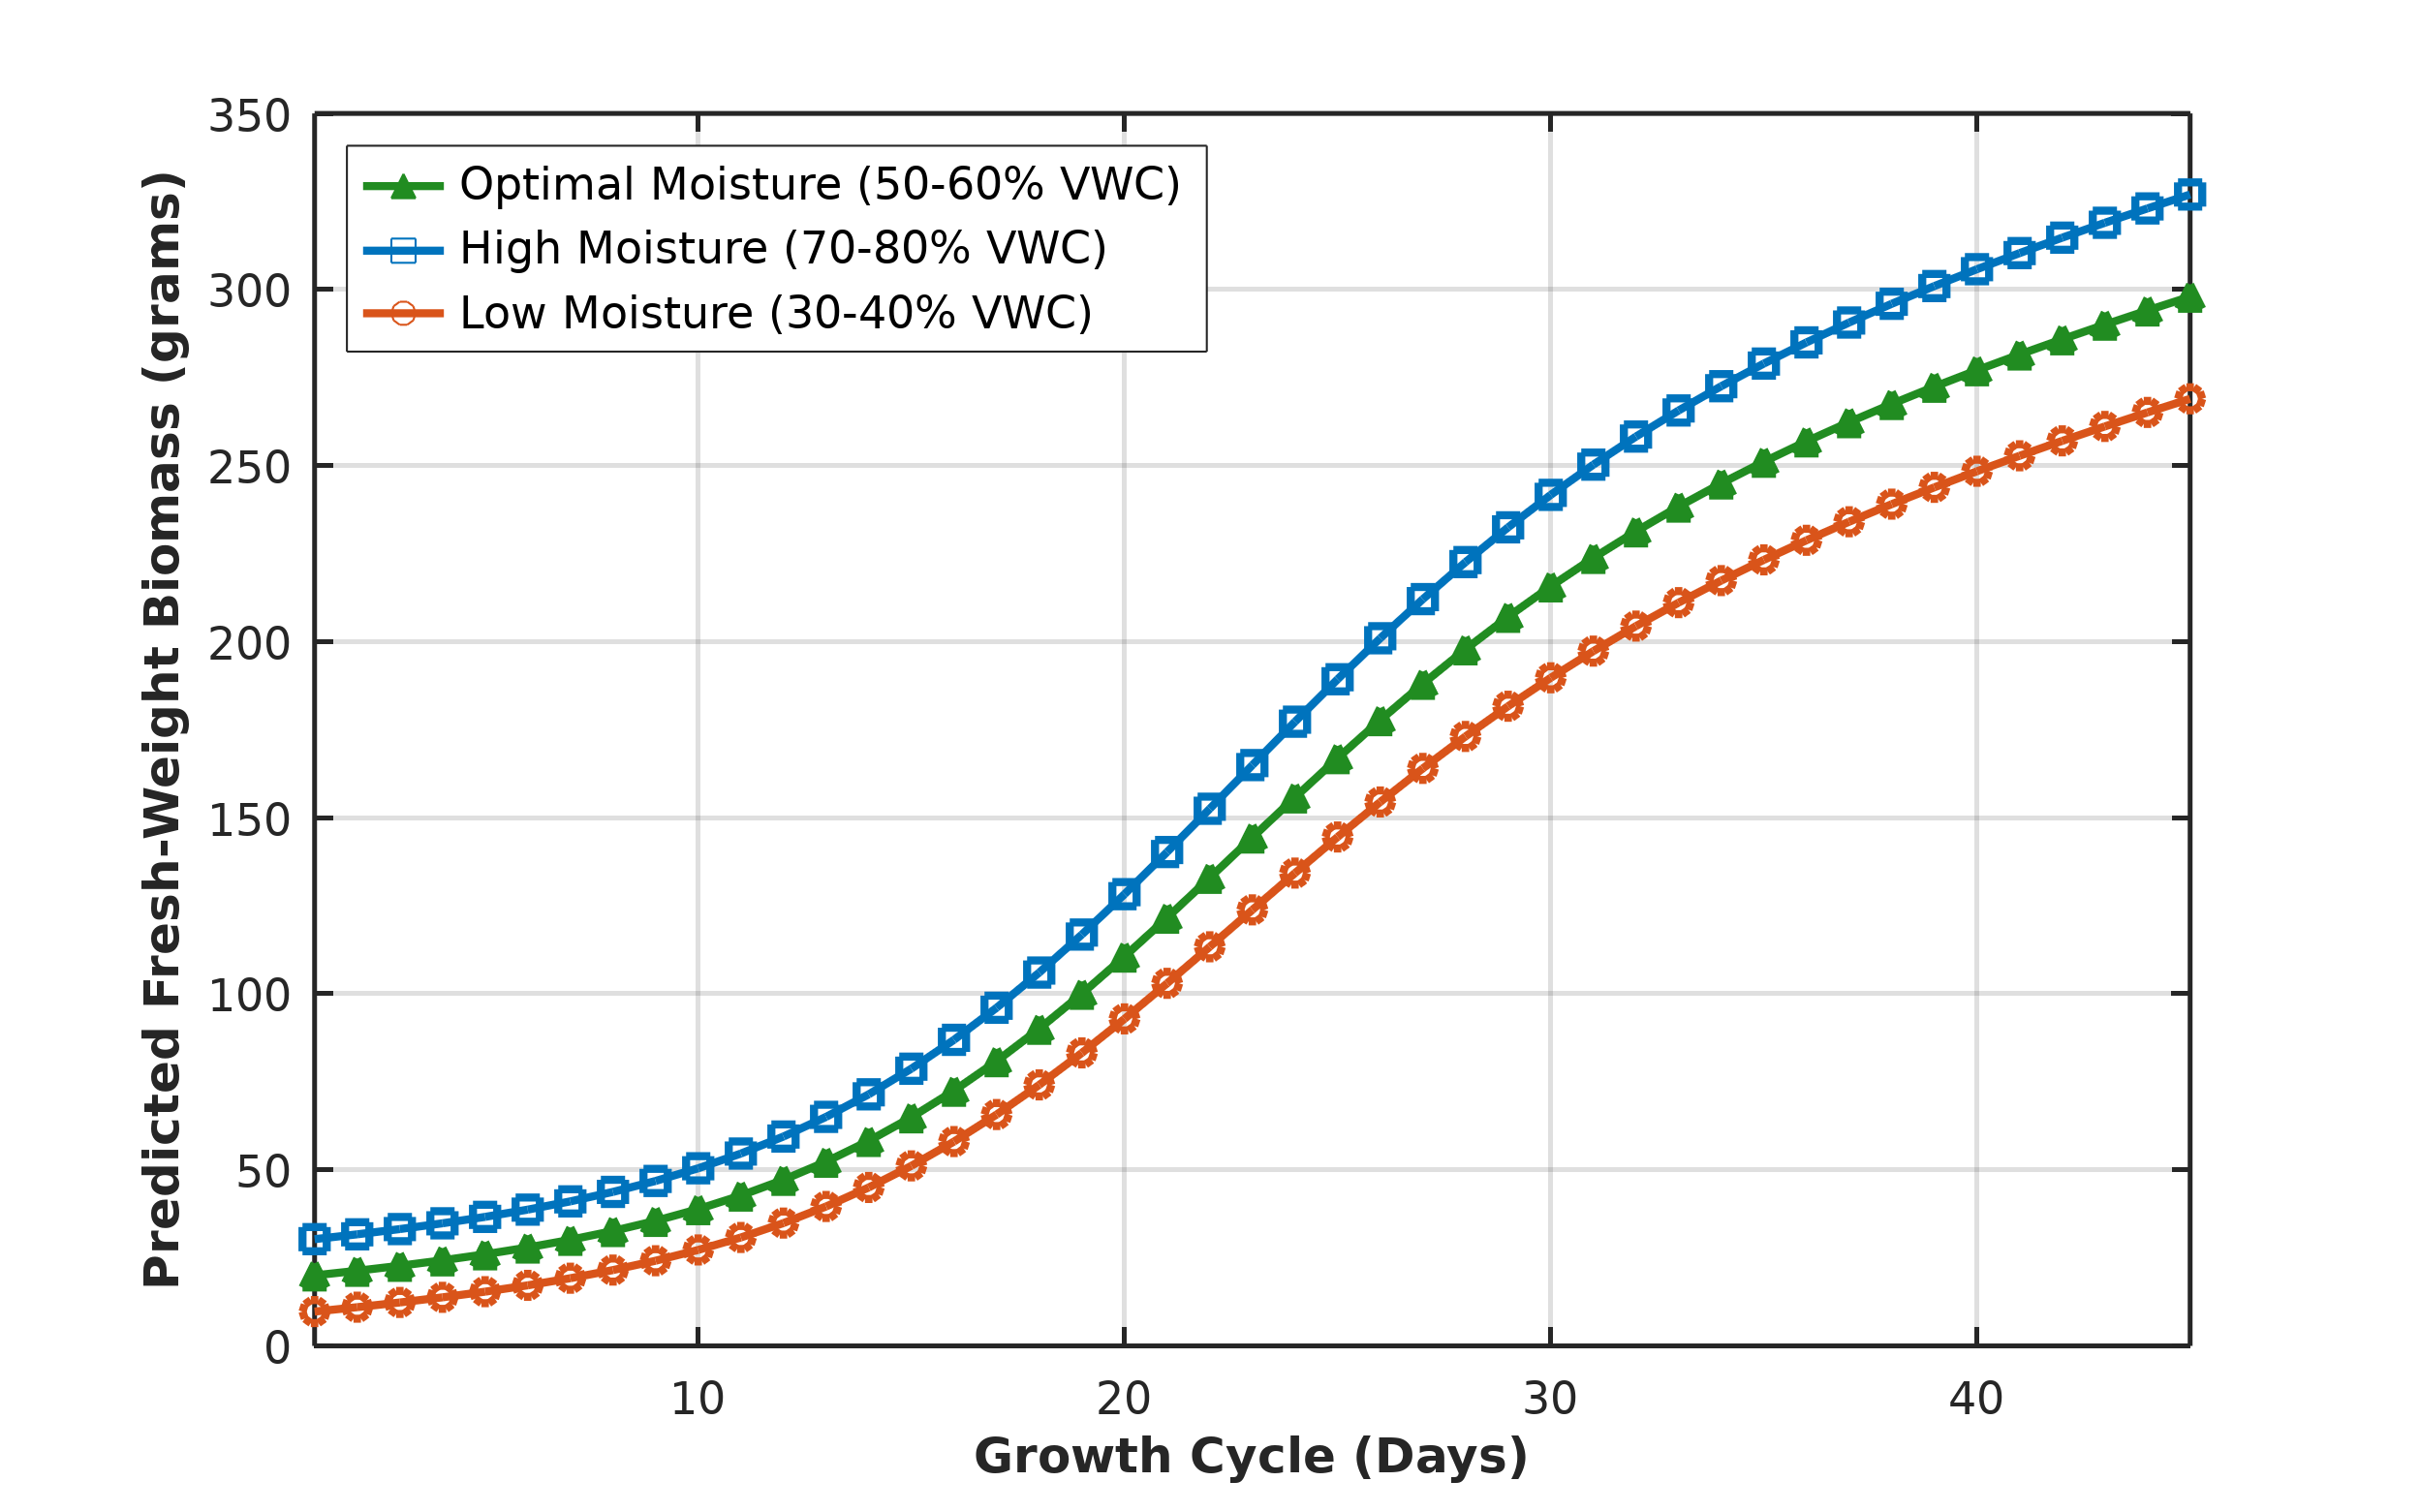 350
300
250
200
150
100
50
0
Predicted Fresh-Weight Biomass (grams)
Optimal Moisture (50-60% VWC)
High Moisture (70-80% VWC)
Low Moisture (30-40% VWC)
10 20 30 40
Growth Cycle (Days)